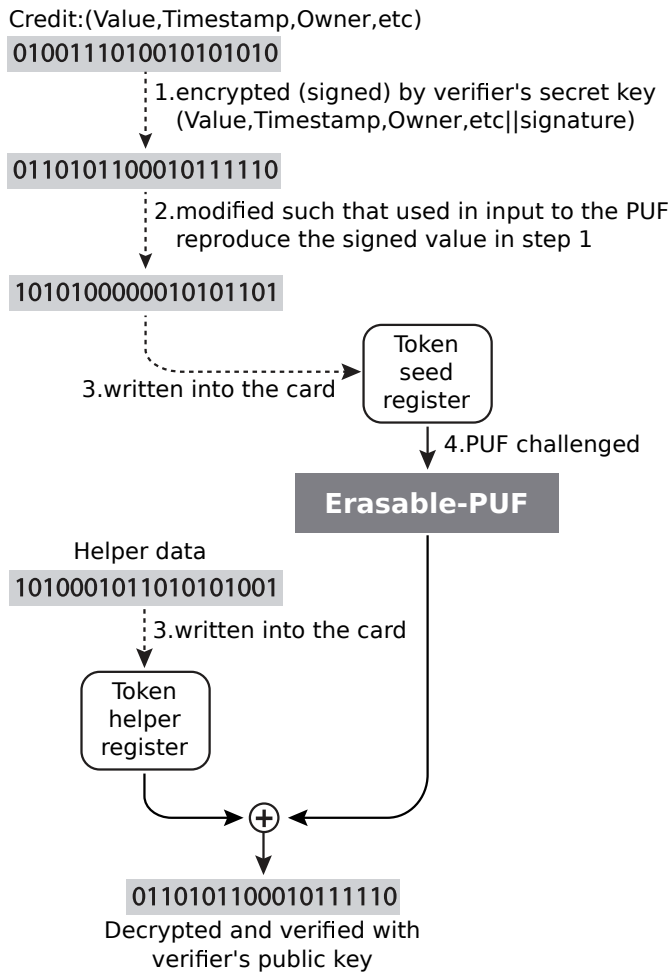 Credit:(Value,Timestamp,Owner,etc)
0100111010010101010
1.encrypted (signed) by verifier's secret key
(Value,Timestamp,Owner,etc||signature)
0110101100010111110
2.modified such that used in input to the PUF
reproduce the signed value in step 1
1010100000010101101
Token
seed
register
3.written into the card
4.PUF challenged
Erasable-PUF
Helper data
1010001011010101001
3.written into the card
Token
helper
register
+
0110101100010111110
Decrypted and verified with
verifier's public key